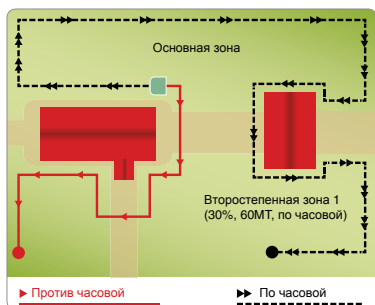 Основная зона
Второстепенная зона 1
(30%, 60МТ, по часовой)
Против часовой
По часовой